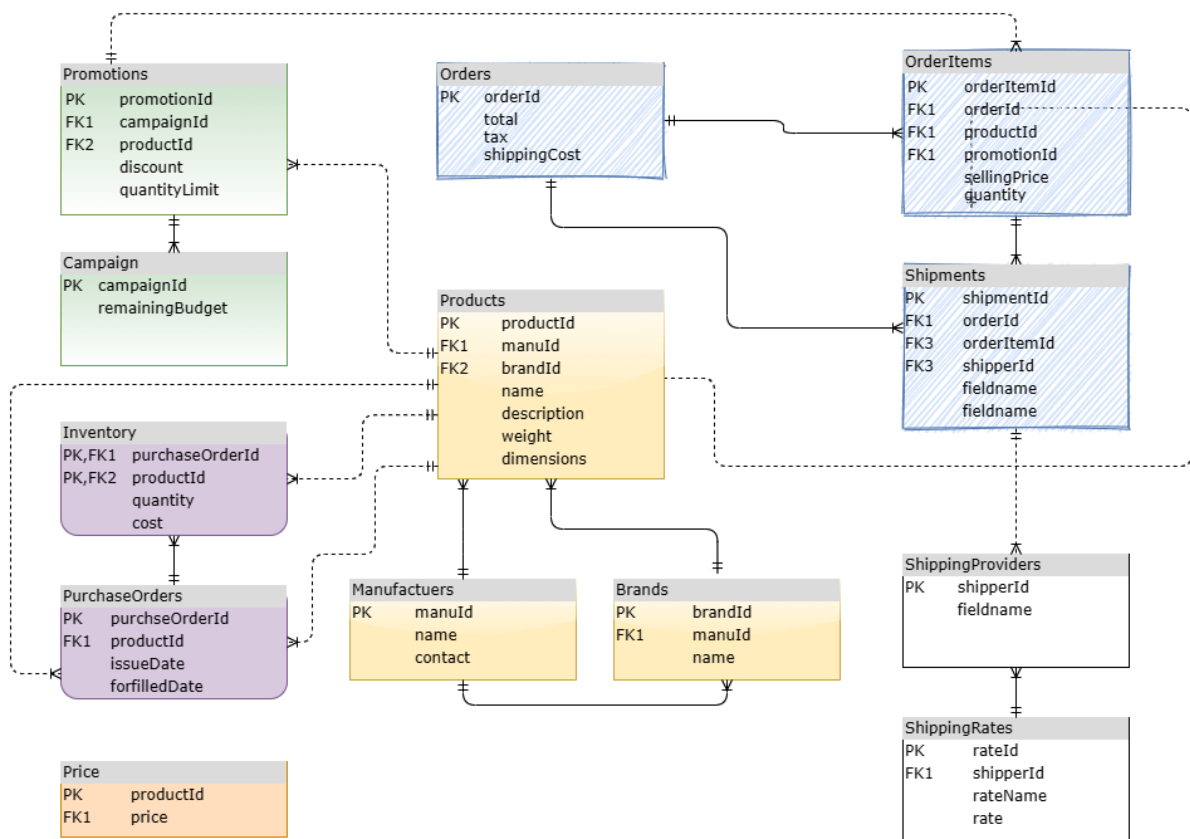 Promotions
PK promotionId
FK1 campaignId
FK2 productId
discount
quantityLimit
Campaign
PK campaignId
remainingBudget
Inventory
PK,FK1 purchaseOrderId
PK,FK2 productId
quantity
cost
PurchaseOrders
PK purchseOrderId
FK1 productId
issueDate
forfilledDate
Price
PK productId
FK1 price
Orders
PK orderId
total
tax
shippingCost
Products
PK productId
FK1 manuId
FK2 brandId
name
description
weight
dimensions
Manufactuers
PK manuId
name
contact
Brands
PK brandId
FK1 manuId
name
OrderItems
PK orderItemId
FK1 orderId
FK1 productId
FK1 promotionId
sellingPrice
quantity
Shipments
PK shipmentId
FK1 orderId
FK3 orderItemId
FK3 shipperId
fieldname
fieldname
ShippingProviders
PK shipperId
fieldname
ShippingRates
PK rateId
FK1 shipperId
rateName
rate